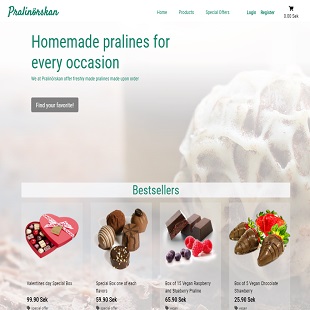 Pralinörskan
Home Products Special Offers Login Register
0.00 Sek
Homemade pralines for
every occasion
We at Pralinörskan offer freshly made pralines made upon order
Find your favorite!
Bestsellers
Valentines day Special Box
99.90 Sek
special offer
Special Box one of each
flavors
59.90 Sek
special offer
Box of 15 Vegan Raspberry
and Blueberry Praline
65.90 Sek
vegan
Box of 5 Vegan Chocolate
Strawberry
25.90 Sek
vegan